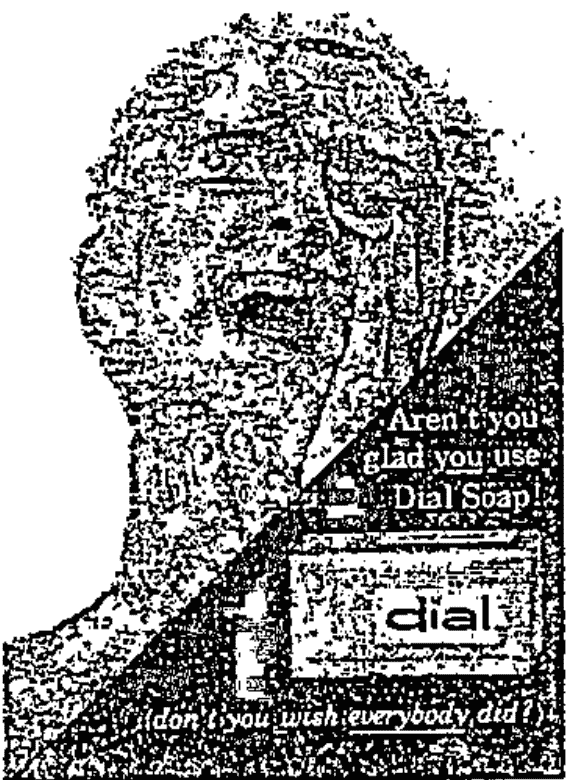 Aren't you
glad you use
Dial Soap!
dial
(don't you wish everybody did?)